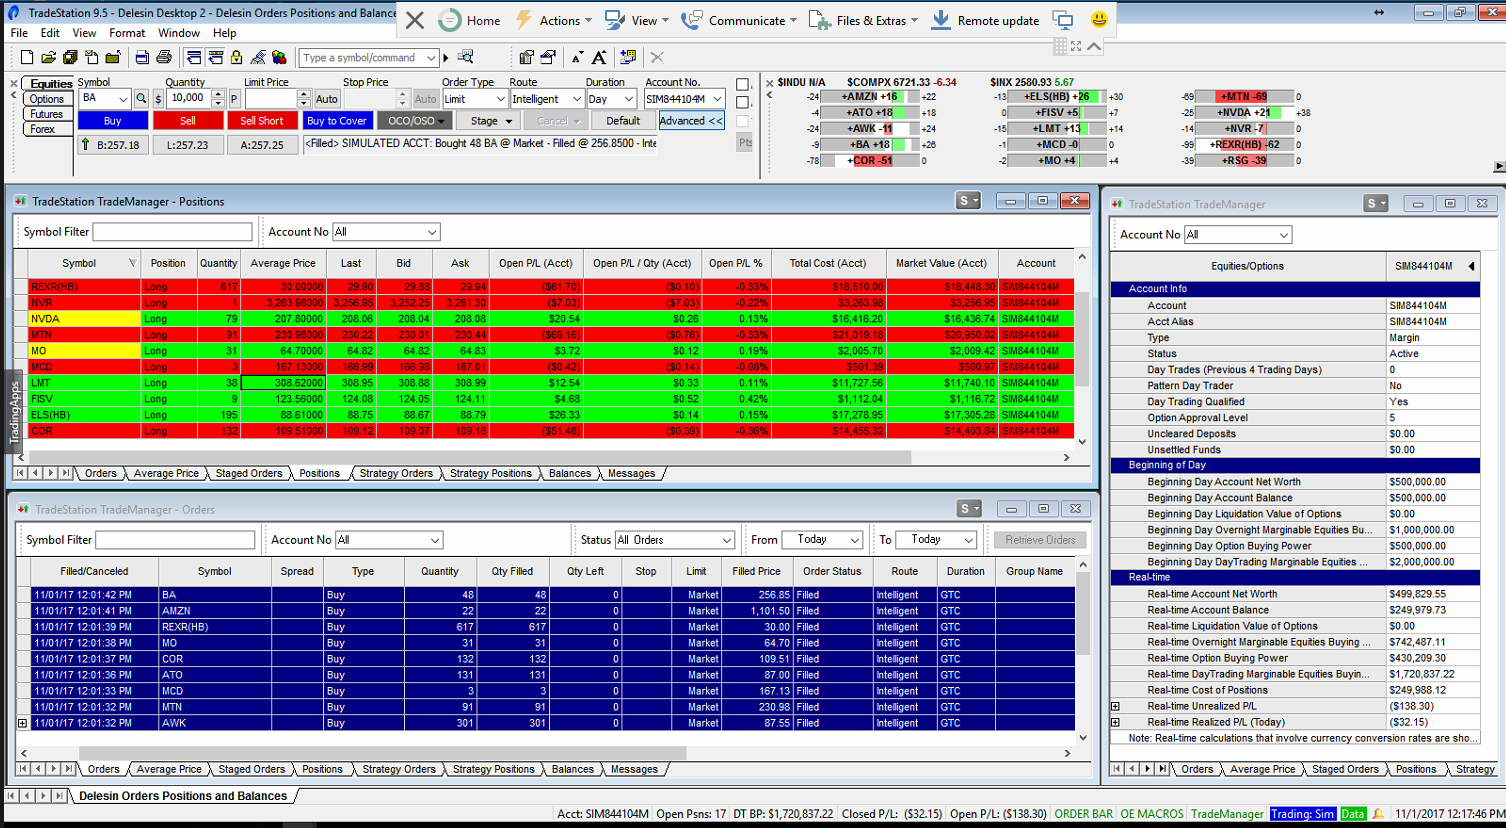 TradeStation 9.5 - Delesin Desktop 2 - Delesin Orders Positions and Balance
Home Actions View Communicate Files & Extras Remote update
File Edit View Format Window Help
Type a symbol/command
Equities Options Futures Forex
Symbol Quantity Limit Price Stop Price Order Type Route Duration Account No.
BA $ 10,000 P Auto Auto Limit Intelligent Day SIM844104M
Buy Sell Sell Short Buy to Cover OCO/OSO Stage Cancel Default Advanced <<
B:257.18 L:257.23 A:257.25 <Filled> SIMULATED ACCT: Bought 48 BA @ Market - Filled @ 256.8500 - Inte
Pts
$INDU N/A $COMPX 6721.33 -6.34 $INX 2580.93 5.67
-24 +AMZN +16 +22 -13 +ELS(HB) +26 +30 -69 +MTN -69 0
-4 +ATO +18 +24 0 +FISV +5 +7 -25 +NVDA +21 +38
-24 +AWK -11 +24 -15 +LMT +13 +14 -14 +NVR -7 0
-9 +BA +18 +26 -1 +MCD -0 0 -99 +REXR(HB) -62 0
-78 +COR -51 0 -2 +MO +4 +4 -39 +RSG -39 0
TradeStation TradeManager - Positions
S
Symbol Filter Account No All
Symbol Position Quantity Average Price Last Bid Ask Open P/L (Acct) Open P/L / Qty (Acct) Open P/L % Total Cost (Acct) Market Value (Acct) Account
REXR(HB) Long 617 30.00000 29.90 29.88 29.94 ($61.70) ($0.10) -0.33% $18,510.00 $18,448.30 SIM844104M
NVR Long 1 3,263.98000 3,256.95 3,252.25 3,261.30 ($7.03) ($7.03) -0.22% $3,263.98 $3,256.95 SIM844104M
NVDA Long 79 207.80000 208.06 208.04 208.08 $20.54 $0.26 0.13% $16,416.20 $16,436.74 SIM844104M
MTN Long 91 230.98000 230.22 230.01 230.44 ($69.16) ($0.76) -0.33% $21,019.18 $20,950.02 SIM844104M
MO Long 31 64.70000 64.82 64.82 64.83 $3.72 $0.12 0.19% $2,005.70 $2,009.42 SIM844104M
MCD Long 3 167.13000 166.99 166.98 167.01 ($0.42) ($0.14) -0.08% $501.39 $500.97 SIM844104M
LMT Long 38 308.62000 308.95 308.88 308.99 $12.54 $0.33 0.11% $11,727.56 $11,740.10 SIM844104M
FISV Long 9 123.56000 124.08 124.05 124.11 $4.68 $0.52 0.42% $1,112.04 $1,116.72 SIM844104M
ELS(HB) Long 195 88.61000 88.75 88.67 88.79 $26.33 $0.14 0.15% $17,278.95 $17,305.28 SIM844104M
COR Long 132 109.51000 109.12 109.07 109.18 ($51.48) ($0.39) -0.36% $14,455.32 $14,403.84 SIM844104M
TradingApps
Orders Average Price Staged Orders Positions Strategy Orders Strategy Positions Balances Messages
TradeStation TradeManager - Orders
S
Symbol Filter Account No All Status All Orders From Today To Today Retrieve Orders
Filled/Canceled Symbol Spread Type Quantity Qty Filled Qty Left Stop Limit Filled Price Order Status Route Duration Group Name
11/01/17 12:01:42 PM BA Buy 48 48 0 Market 256.85 Filled Intelligent GTC
11/01/17 12:01:41 PM AMZN Buy 22 22 0 Market 1,101.50 Filled Intelligent GTC
11/01/17 12:01:39 PM REXR(HB) Buy 617 617 0 Market 30.00 Filled Intelligent GTC
11/01/17 12:01:38 PM MO Buy 31 31 0 Market 64.70 Filled Intelligent GTC
11/01/17 12:01:37 PM COR Buy 132 132 0 Market 109.51 Filled Intelligent GTC
11/01/17 12:01:36 PM ATO Buy 131 131 0 Market 87.00 Filled Intelligent GTC
11/01/17 12:01:33 PM MCD Buy 3 3 0 Market 167.13 Filled Intelligent GTC
11/01/17 12:01:32 PM MTN Buy 91 91 0 Market 230.98 Filled Intelligent GTC
11/01/17 12:01:32 PM AWK Buy 301 301 0 Market 87.55 Filled Intelligent GTC
Orders Average Price Staged Orders Positions Strategy Orders Strategy Positions Balances Messages
TradeStation TradeManager
S
Account No All
Equities/Options SIM844104M
Account Info
Account SIM844104M
Acct Alias SIM844104M
Type Margin
Status Active
Day Trades (Previous 4 Trading Days) 0
Pattern Day Trader No
Day Trading Qualified Yes
Option Approval Level 5
Uncleared Deposits $0.00
Unsettled Funds $0.00
Beginning of Day
Beginning Day Account Net Worth $500,000.00
Beginning Day Account Balance $500,000.00
Beginning Day Liquidation Value of Options $0.00
Beginning Day Overnight Marginable Equities Bu... $1,000,000.00
Beginning Day Option Buying Power $500,000.00
Beginning Day DayTrading Marginable Equities ... $2,000,000.00
Real-time
Real-time Account Net Worth $499,829.55
Real-time Account Balance $249,979.73
Real-time Liquidation Value of Options $0.00
Real-time Overnight Marginable Equities Buying ... $742,487.11
Real-time Option Buying Power $430,209.30
Real-time DayTrading Marginable Equities Buyin... $1,720,837.22
Real-time Cost of Positions $249,988.12
Real-time Unrealized P/L ($138.30)
Real-time Realized P/L (Today) ($32.15)
Note: Real-time calculations that involve currency conversion rates are sho...
Orders Average Price Staged Orders Positions Strategy
Delesin Orders Positions and Balances
Acct: SIM844104M Open Psns: 17 DT BP: $1,720,837.22 Closed P/L: ($32.15) Open P/L: ($138.30) ORDER BAR OE MACROS TradeManager Trading: Sim Data 11/1/2017 12:17:46 PM